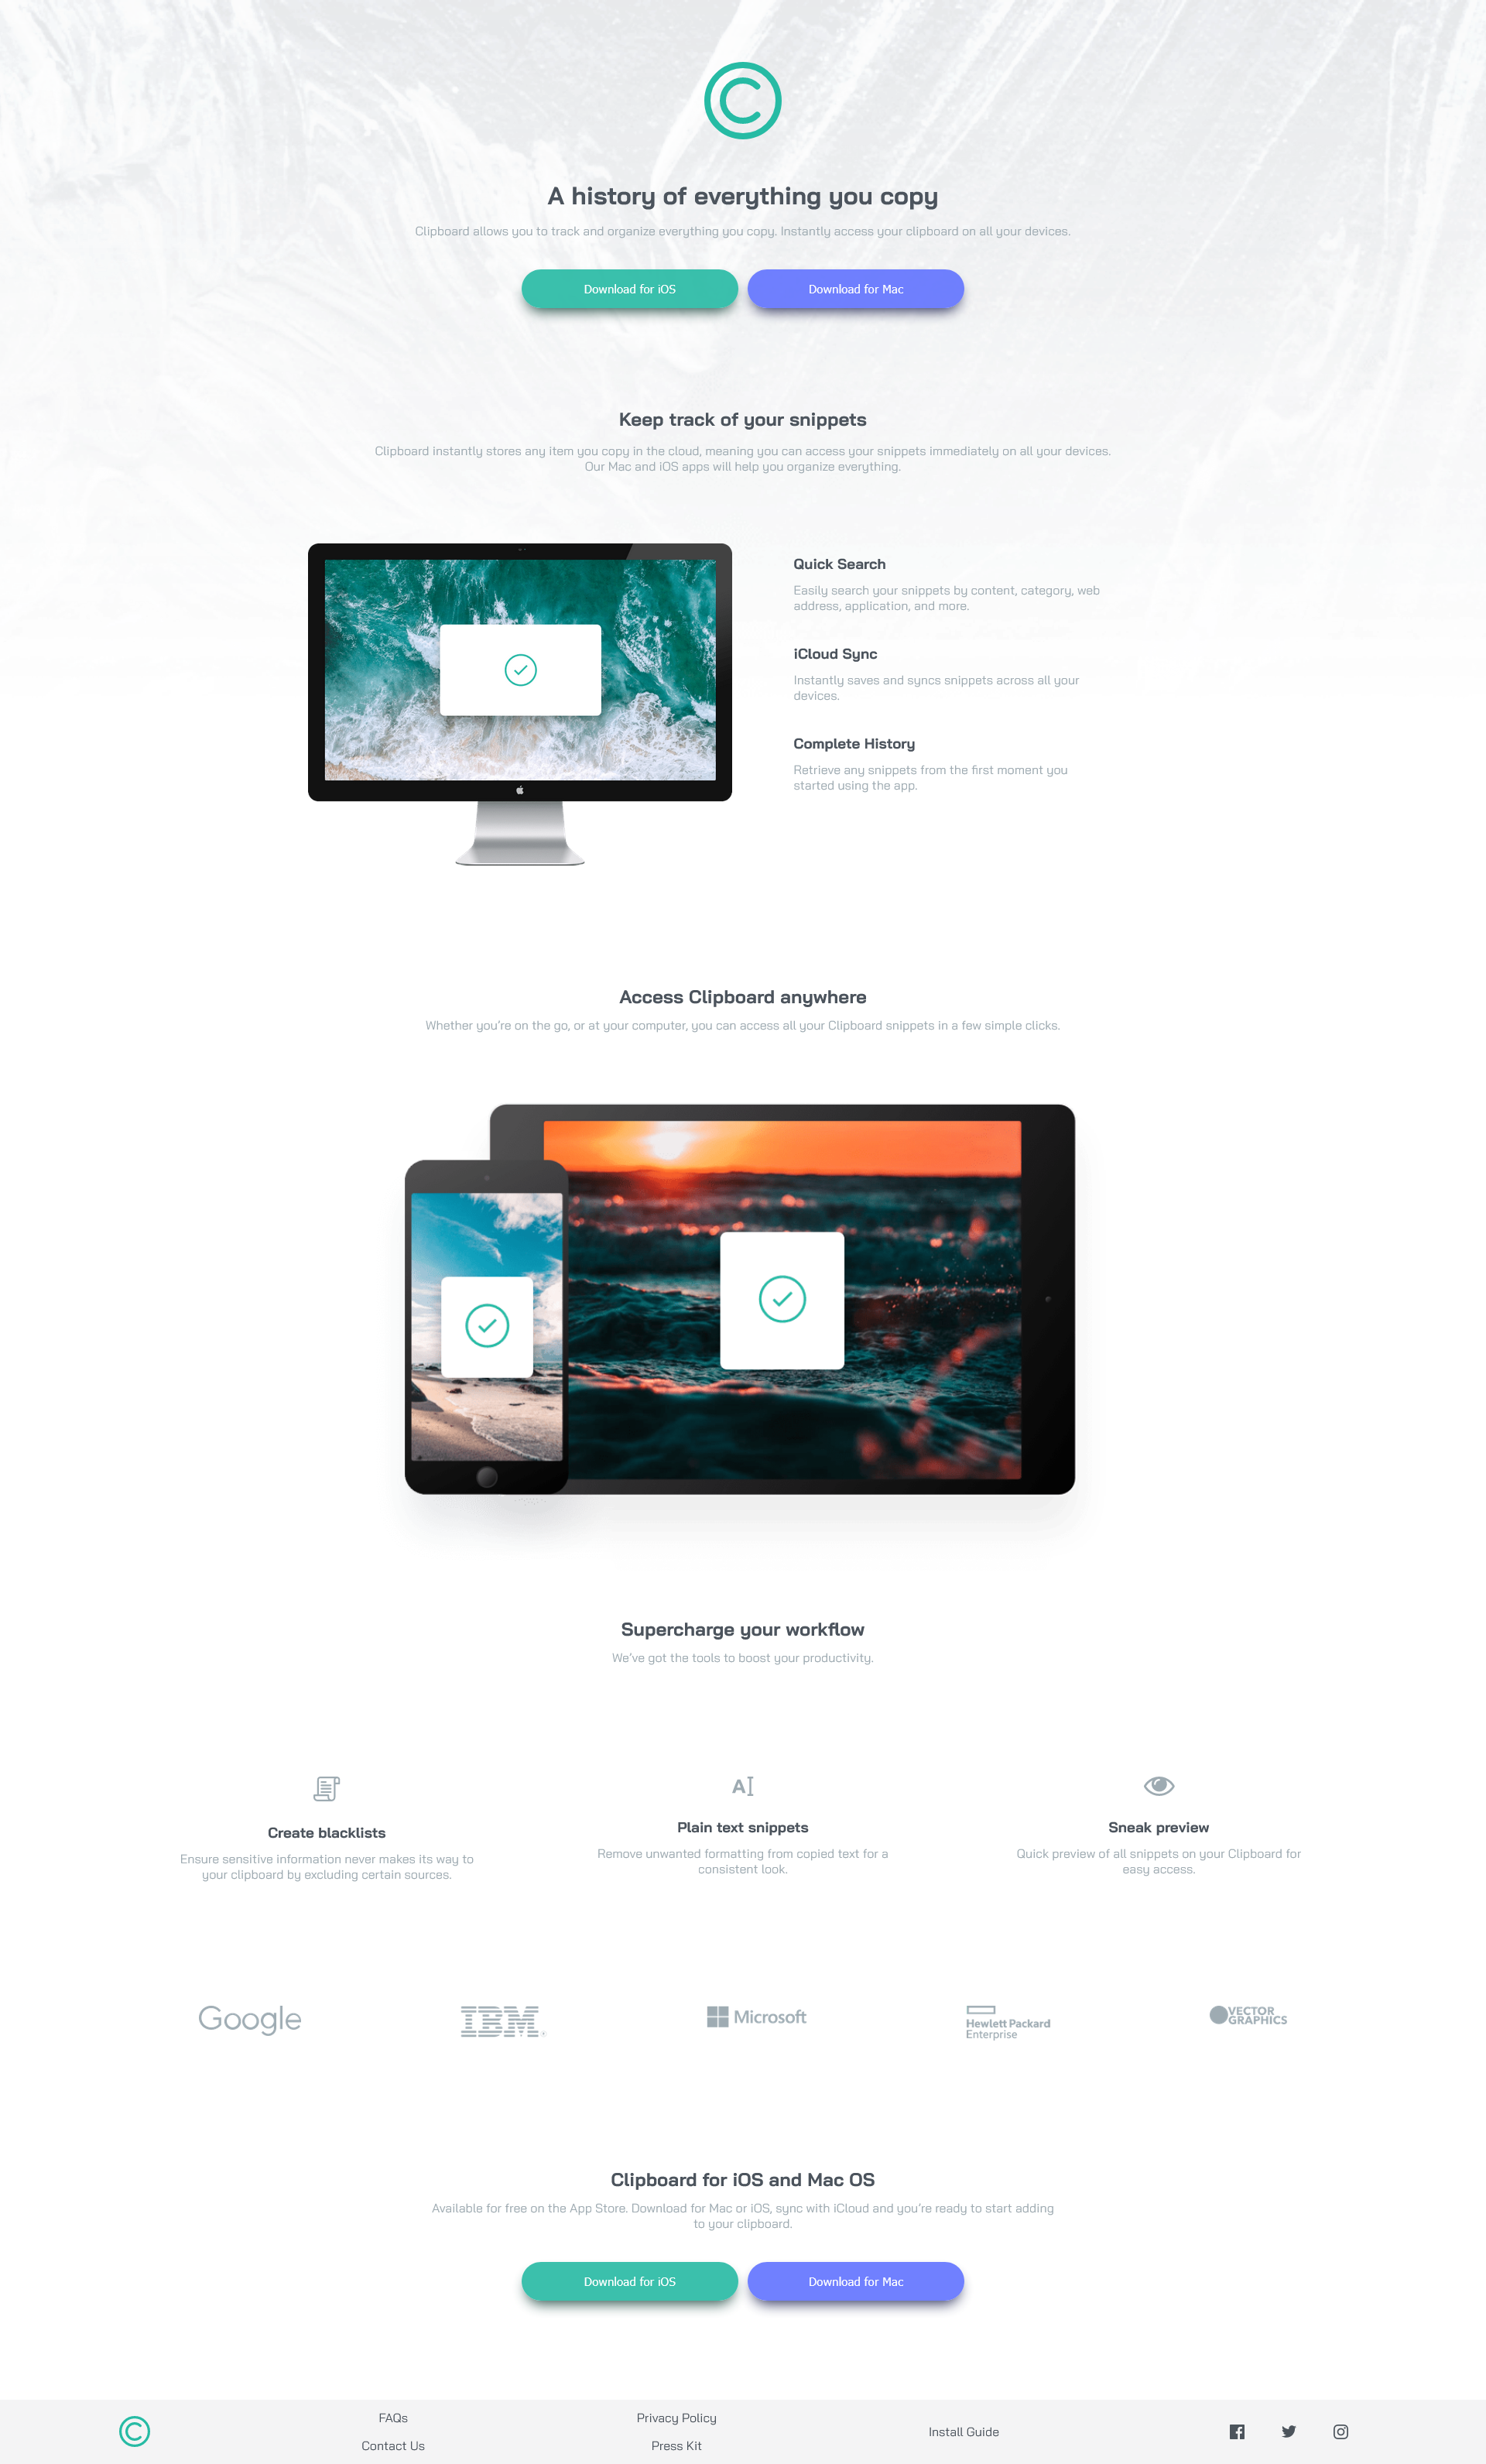 A history of everything you copy
Clipboard allows you to track and organize everything you copy. Instantly access your clipboard on all your devices.
Download for iOS
Download for Mac
Keep track of your snippets
Clipboard instantly stores any item you copy in the cloud, meaning you can access your snippets immediately on all your devices.
Our Mac and iOS apps will help you organize everything.
Quick Search
Easily search your snippets by content, category, web
address, application, and more.
iCloud Sync
Instantly saves and syncs snippets across all your
devices.
Complete History
Retrieve any snippets from the first moment you
started using the app.
Access Clipboard anywhere
Whether you're on the go, or at your computer, you can access all your Clipboard snippets in a few simple clicks.
Supercharge your workflow
We've got the tools to boost your productivity.
Create blacklists
Ensure sensitive information never makes its way to
your clipboard by excluding certain sources.
Plain text snippets
Remove unwanted formatting from copied text for a
consistent look.
Sneak preview
Quick preview of all snippets on your Clipboard for
easy access.
Google
IBM
Microsoft
Hewlett Packard
Enterprise
VECTOR
GRAPHICS
Clipboard for iOS and Mac OS
Available for free on the App Store. Download for Mac or iOS, sync with iCloud and you're ready to start adding
to your clipboard.
Download for iOS
Download for Mac
FAQs
Contact Us
Privacy Policy
Press Kit
Install Guide